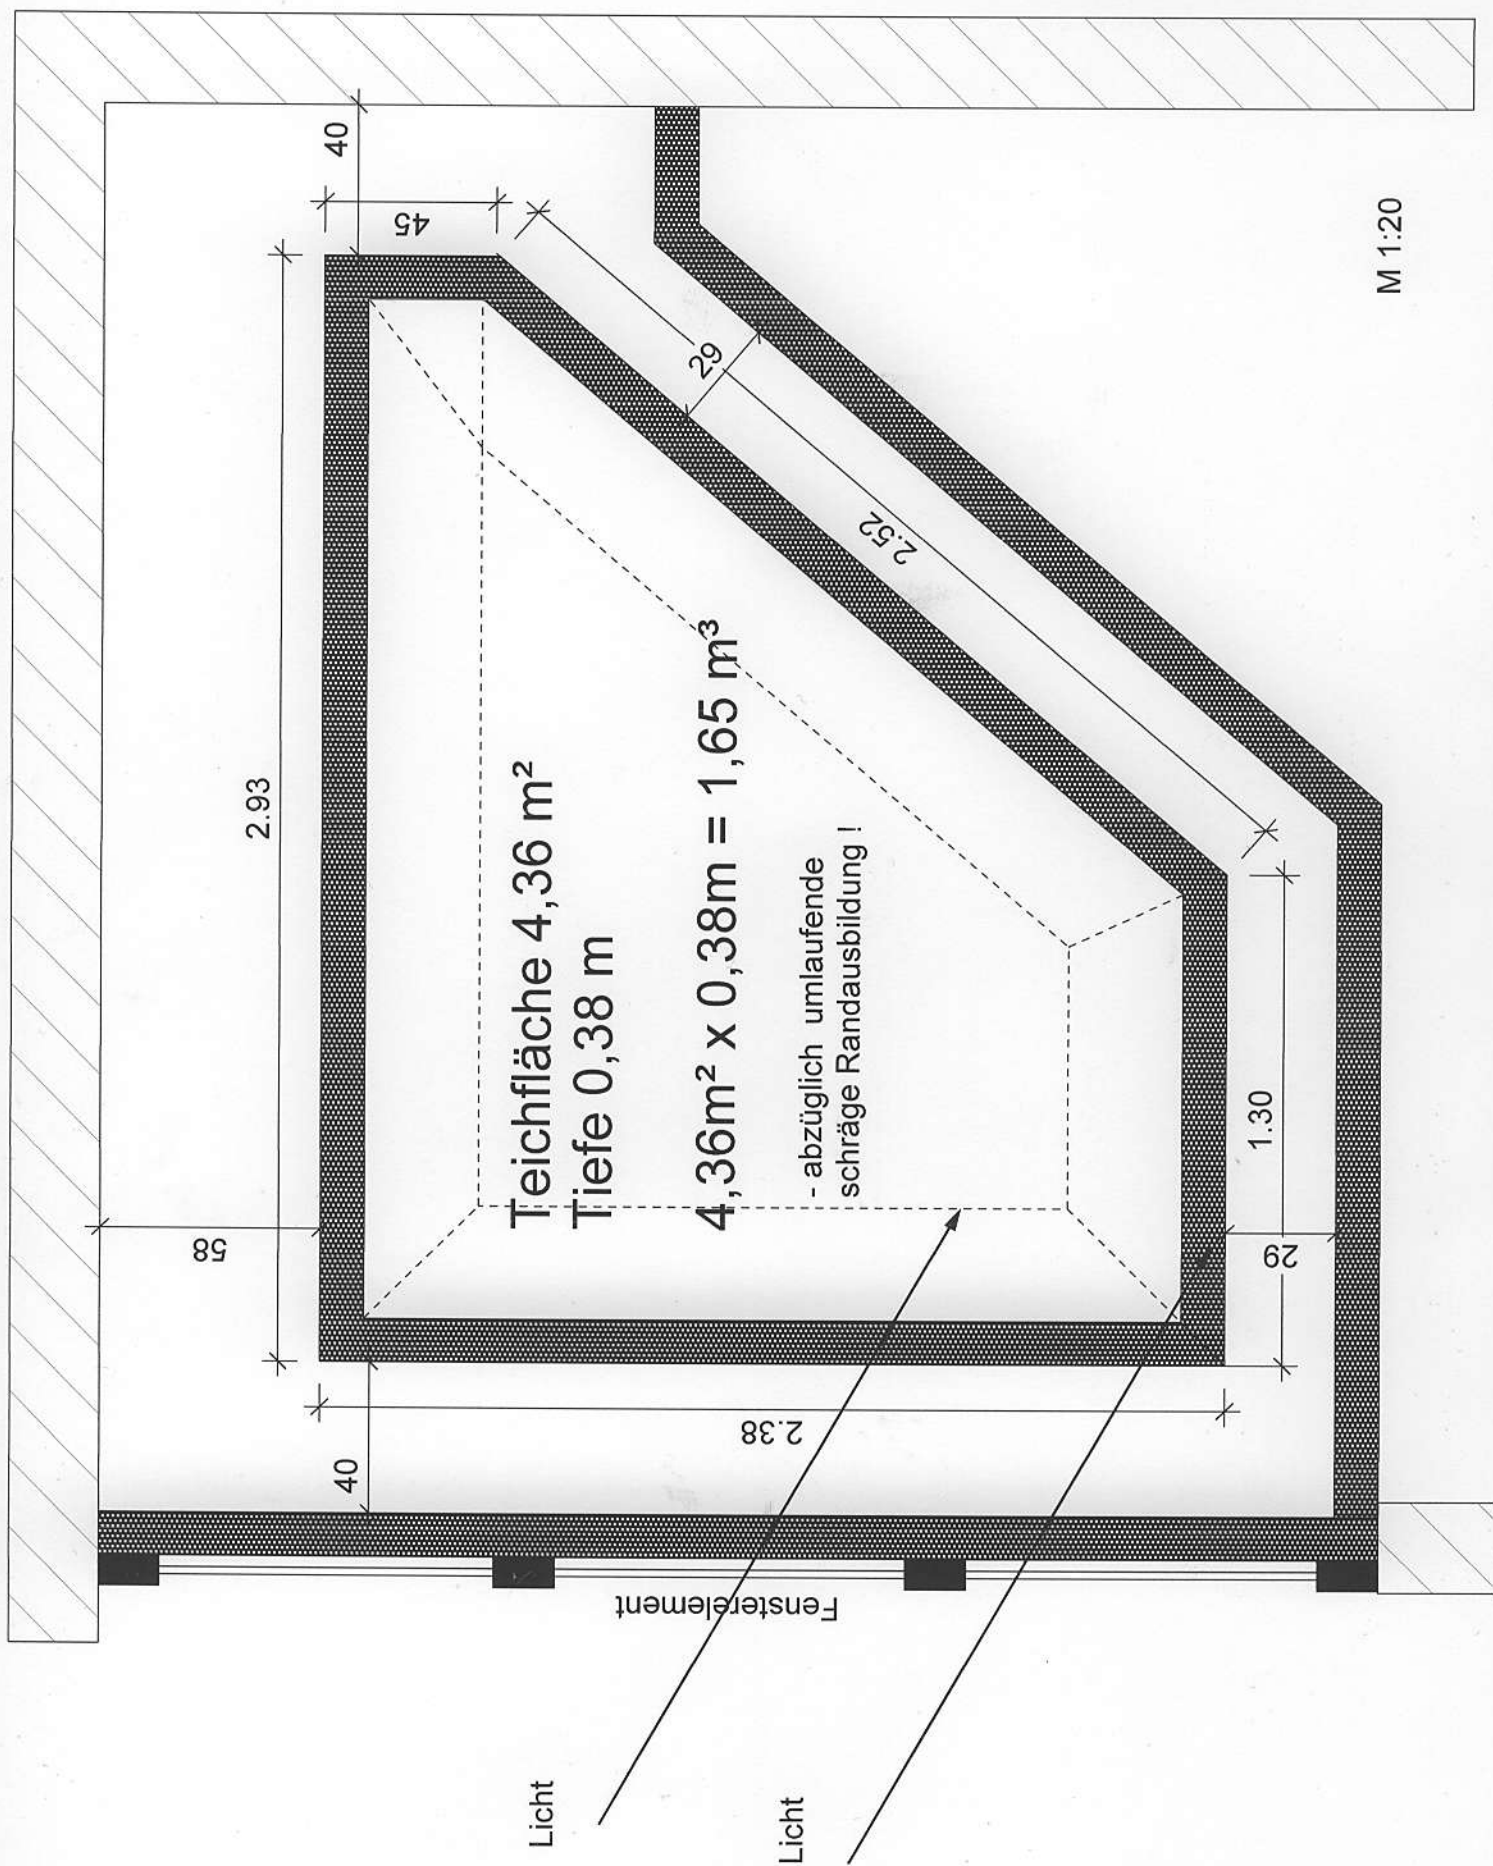 Teichfläche 4,36 m²
Tiefe 0,38 m
4,36m² x 0,38m = 1,65 m³
- abzüglich umlaufende
schräge Randausbildung !
2.93
40
45
58
29
2.52
1.30
29
2.38
40
Fensterelement
Licht
Licht
M 1:20